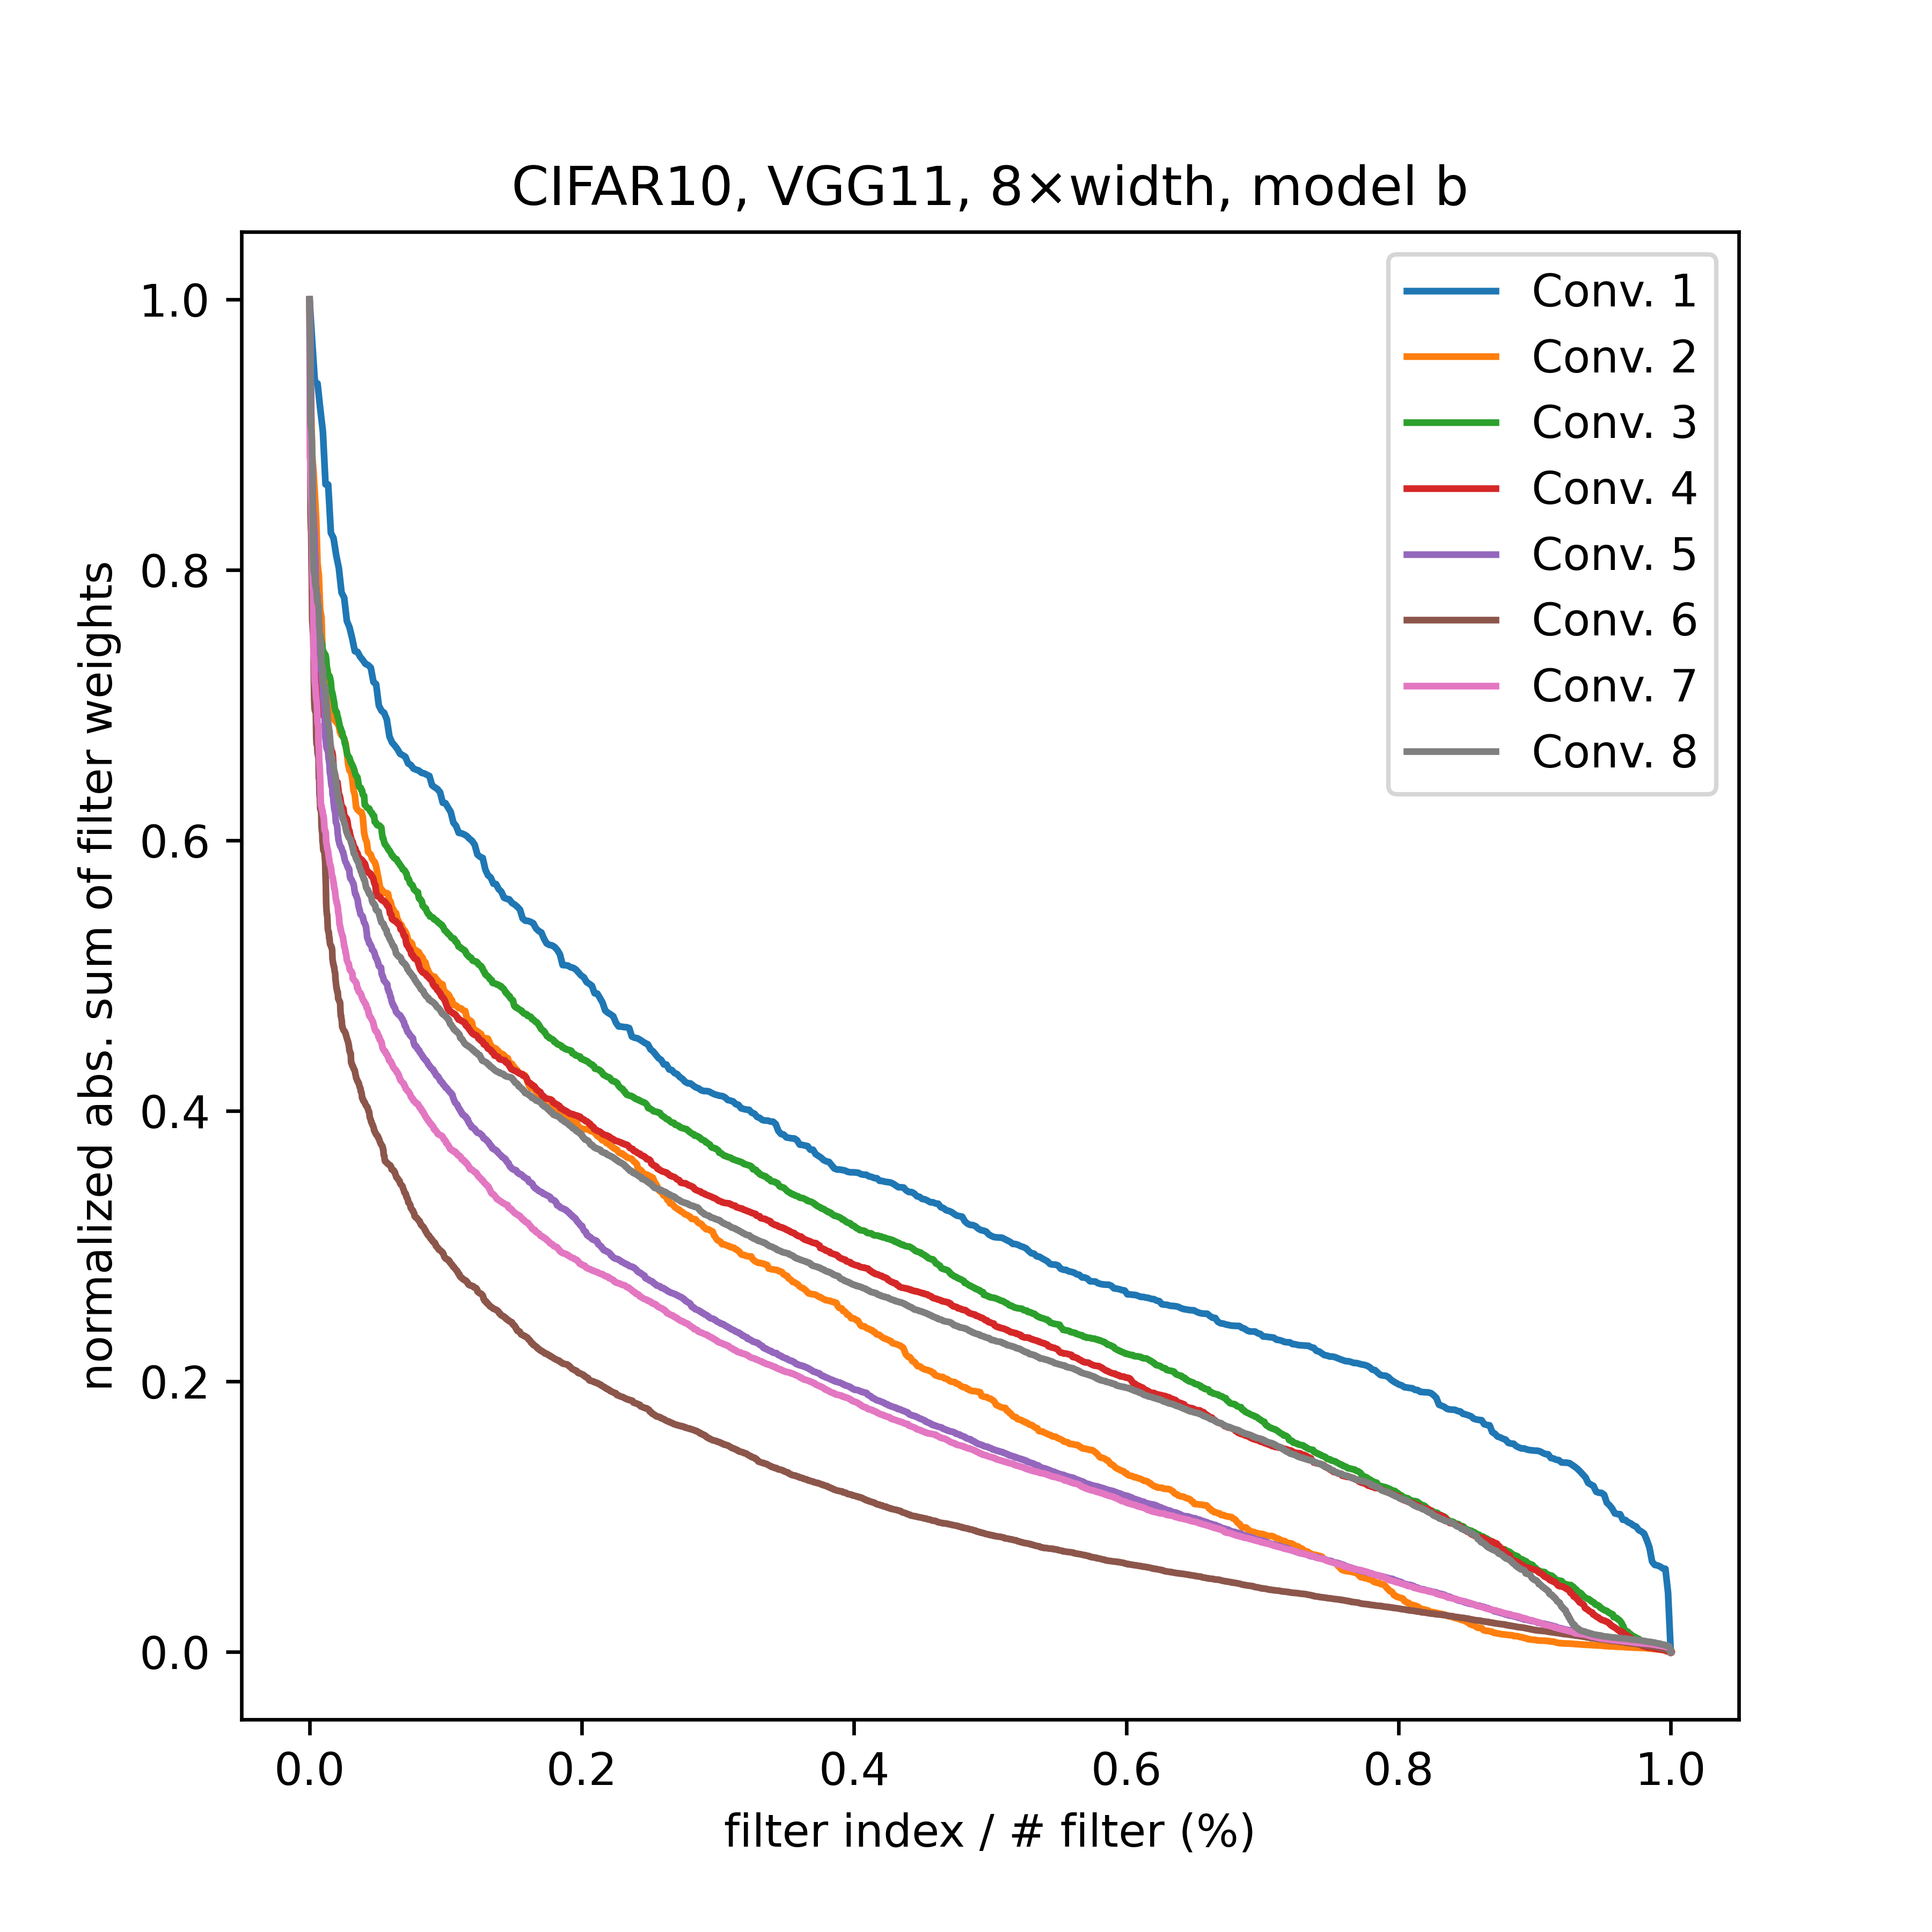 CIFAR10, VGG11, 8×width, model b
normalized abs. sum of filter weights
1.0
0.8
0.6
0.4
0.2
0.0
Conv. 1
Conv. 2
Conv. 3
Conv. 4
Conv. 5
Conv. 6
Conv. 7
Conv. 8
0.0 0.2 0.4 0.6 0.8 1.0
filter index / # filter (%)